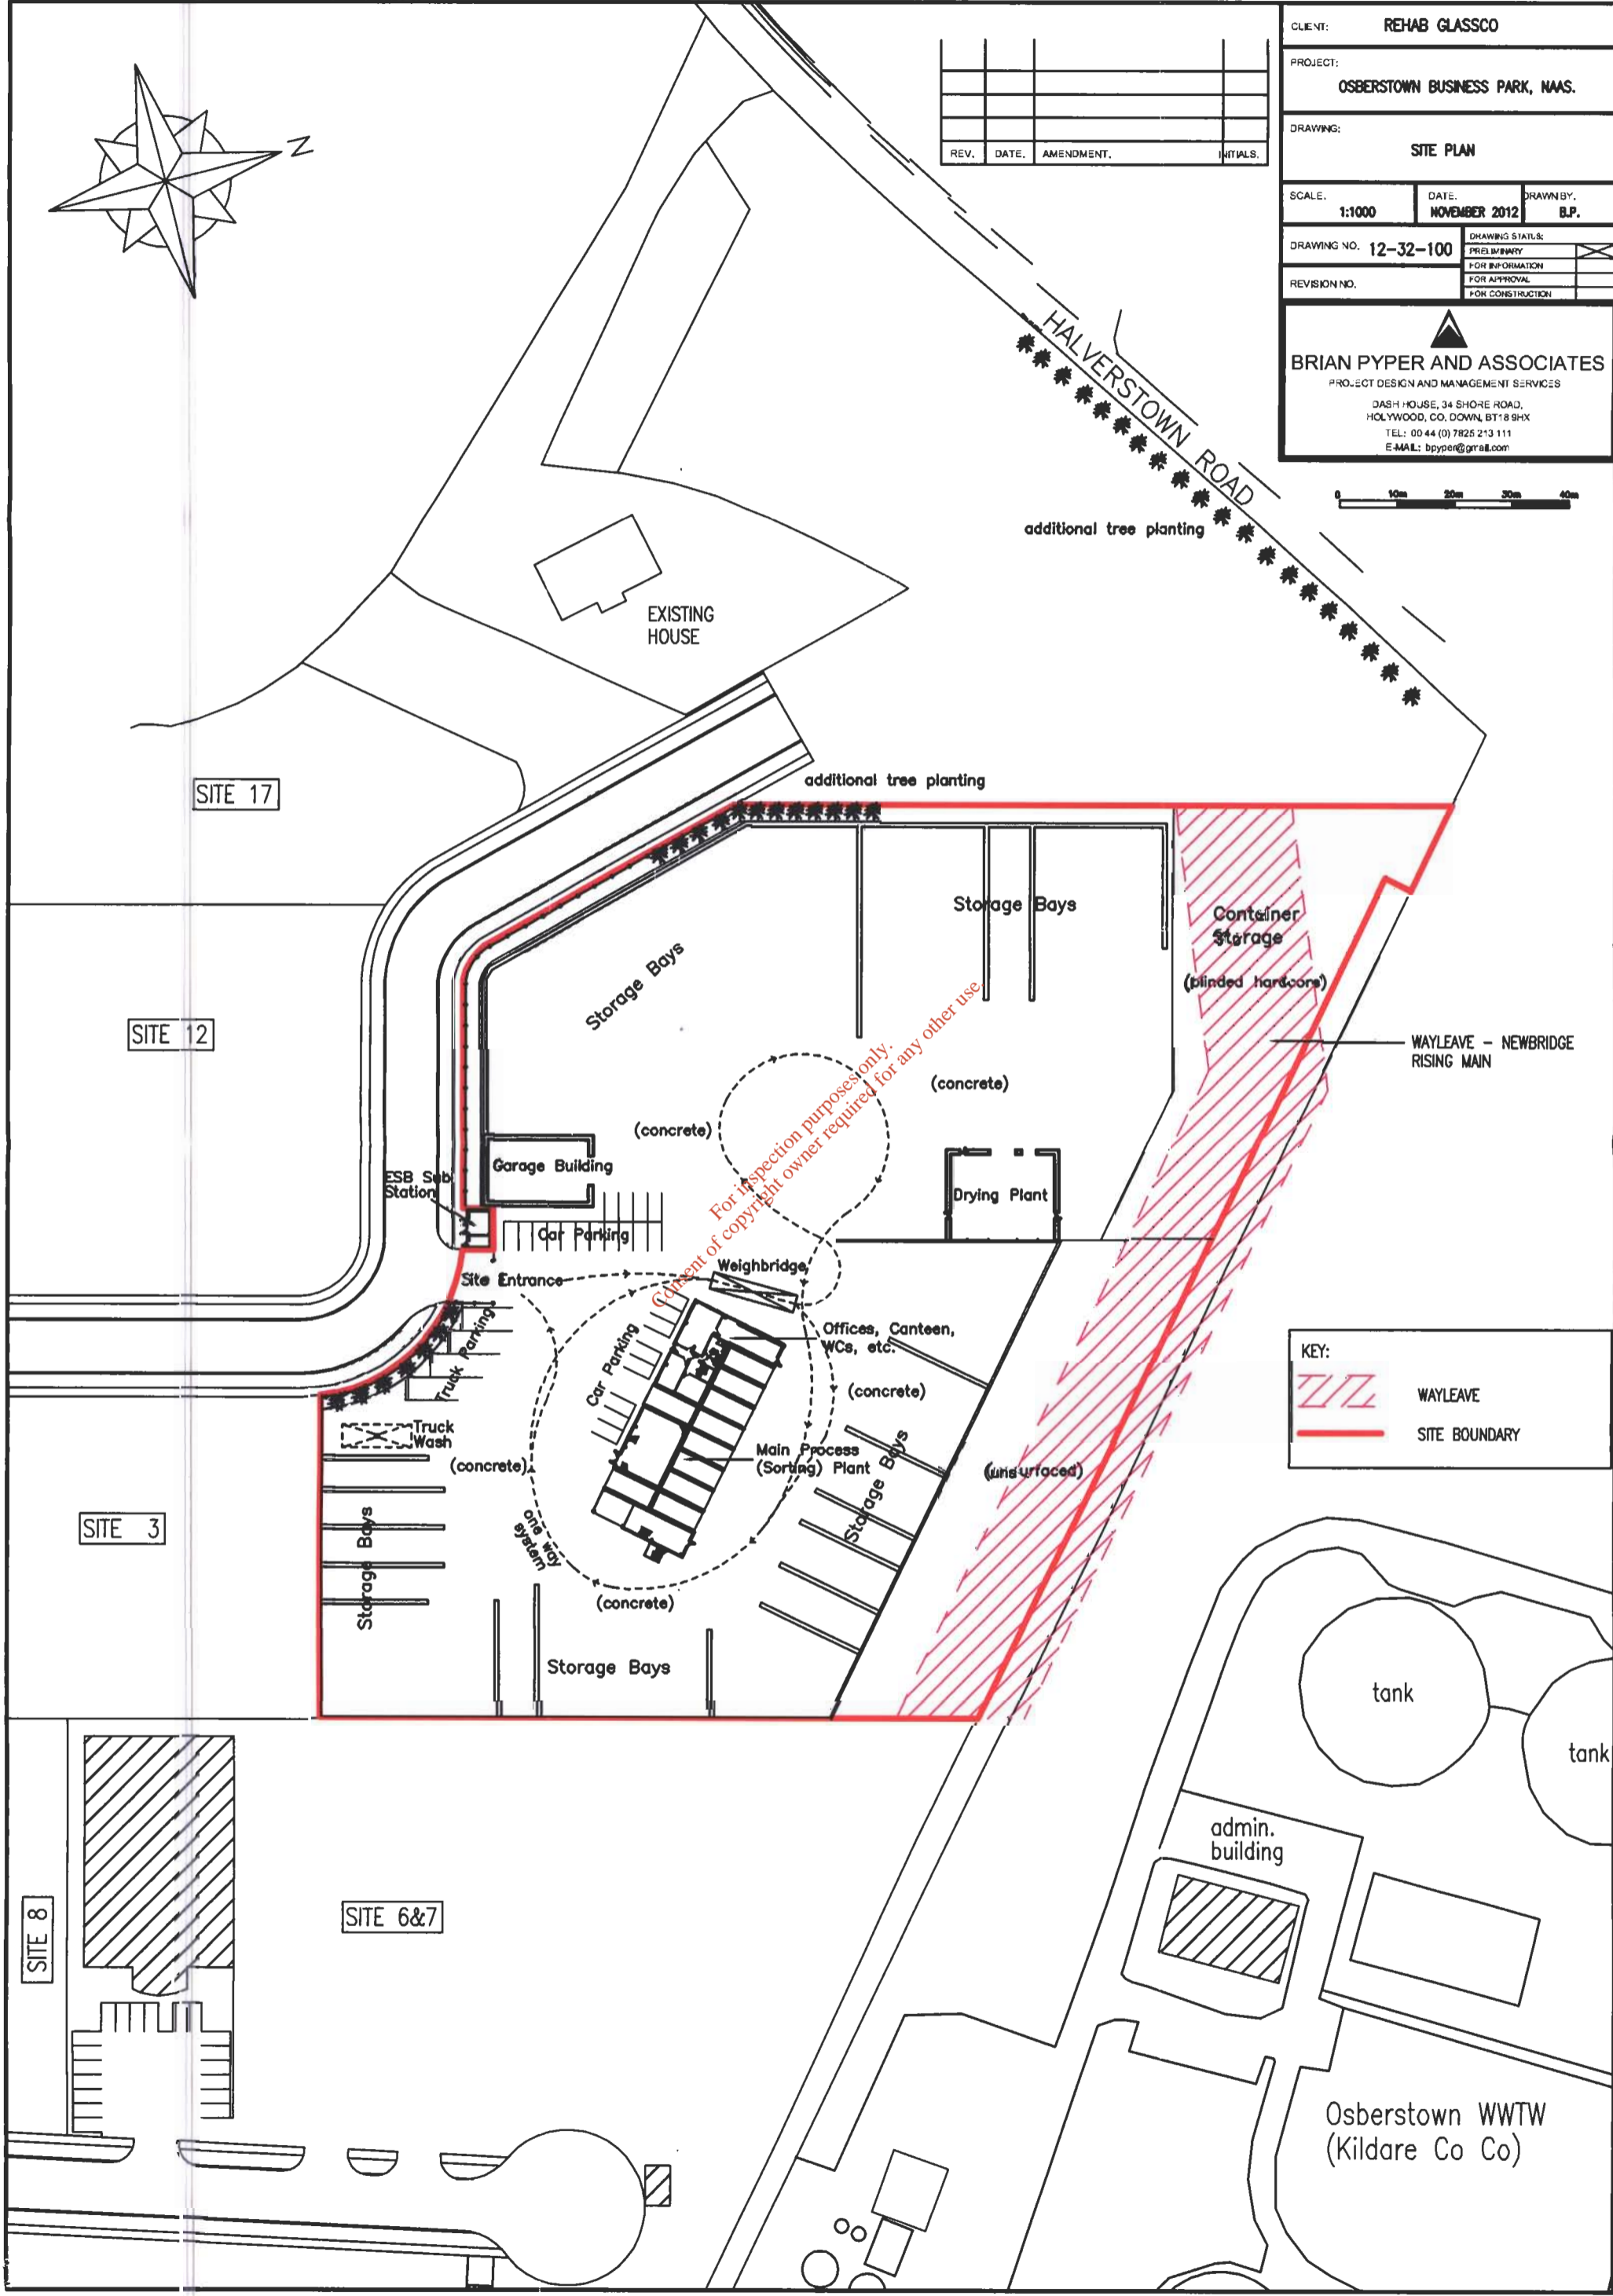 CLIENT: REHAB GLASSCO
PROJECT:
OSBERSTOWN BUSINESS PARK, NAAS.
DRAWING:
SITE PLAN
SCALE. DATE. DRAWN BY.
1:1000 NOVEMBER 2012 B.P.
DRAWING NO. 12-32-100
DRAWING STATUS:
PRELIMINARY
FOR INFORMATION
FOR APPROVAL
FOR CONSTRUCTION
REVISION NO.
BRIAN PYPER AND ASSOCIATES
PROJECT DESIGN AND MANAGEMENT SERVICES
DASH HOUSE, 34 SHORE ROAD,
HOLYWOOD, CO. DOWN, BT18 9HX
TEL: 00 44 (0) 7825 213 111
E-MAIL: bpyper@gmail.com
REV. DATE. AMENDMENT. INITIALS.
0 10m 20m 30m 40m
N
HALVERSTOWN ROAD
additional tree planting
EXISTING
HOUSE
SITE 17
additional tree planting
Storage Bays
Container
Storage
(blinded hardcore)
Storage Bays
SITE 12
WAYLEAVE - NEWBRIDGE
RISING MAIN
(concrete)
(concrete)
For inspection purposes only.
Consent of copyright owner required for any other use.
Garage Building
ESB Sub
Station
Drying Plant
Car Parking
Weighbridge
Site Entrance
Truck Parking
Car Parking
Offices, Canteen,
WCs, etc.
(concrete)
KEY:
WAYLEAVE
SITE BOUNDARY
Truck
Wash
(concrete)
Main Process
(Sorting) Plant
Storage Bays
(unsurfaced)
SITE 3
Storage Bays
one way
system
(concrete)
Storage Bays
tank
tank
admin.
building
SITE 8
SITE 6&7
Osberstown WWTW
(Kildare Co Co)